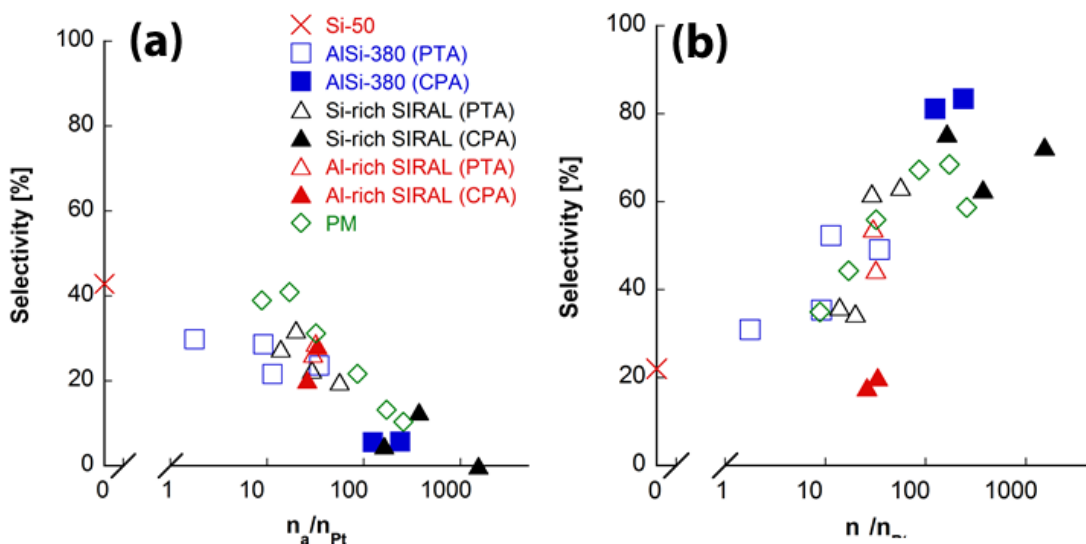 (a)
100
80
60
40
20
0
Selectivity [%]
Si-50
AlSi-380 (PTA)
AlSi-380 (CPA)
Si-rich SIRAL (PTA)
Si-rich SIRAL (CPA)
Al-rich SIRAL (PTA)
Al-rich SIRAL (CPA)
PM
0 1 10 100 1000
na/nPt
(b)
100
80
60
40
20
0
Selectivity [%]
0 1 10 100 1000